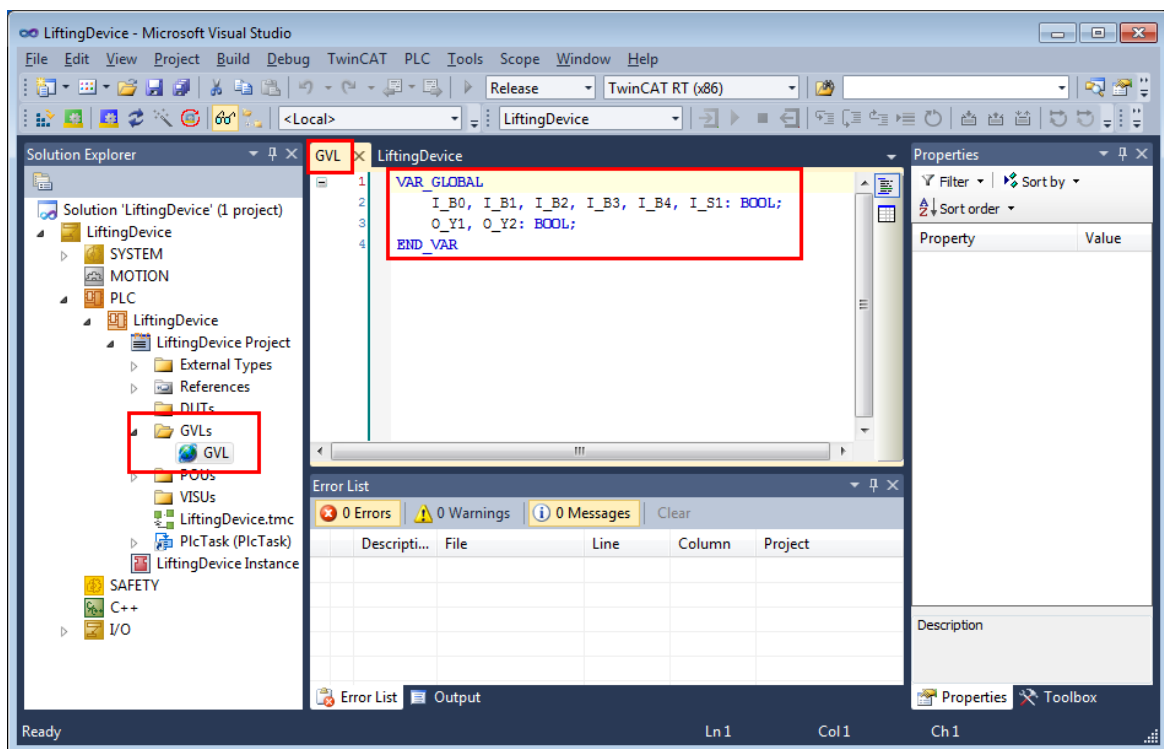 LiftingDevice - Microsoft Visual Studio
File Edit View Project Build Debug TwinCAT PLC Tools Scope Window Help
Release TwinCAT RT (x86)
<Local> LiftingDevice
Solution Explorer
Solution 'LiftingDevice' (1 project)
LiftingDevice
SYSTEM
MOTION
PLC
LiftingDevice
LiftingDevice Project
External Types
References
DUTs
GVLs
GVL
POUs
VISUs
LiftingDevice.tmc
PlcTask (PlcTask)
LiftingDevice Instance
SAFETY
C++
I/O
GVL LiftingDevice
1 VAR_GLOBAL
2 I_B0, I_B1, I_B2, I_B3, I_B4, I_S1: BOOL;
3 O_Y1, O_Y2: BOOL;
4 END_VAR
Error List
0 Errors 0 Warnings 0 Messages Clear
Descripti... File Line Column Project
Error List Output
Properties
Filter Sort by
Sort order
Property Value
Description
Properties Toolbox
Ready Ln 1 Col 1 Ch 1